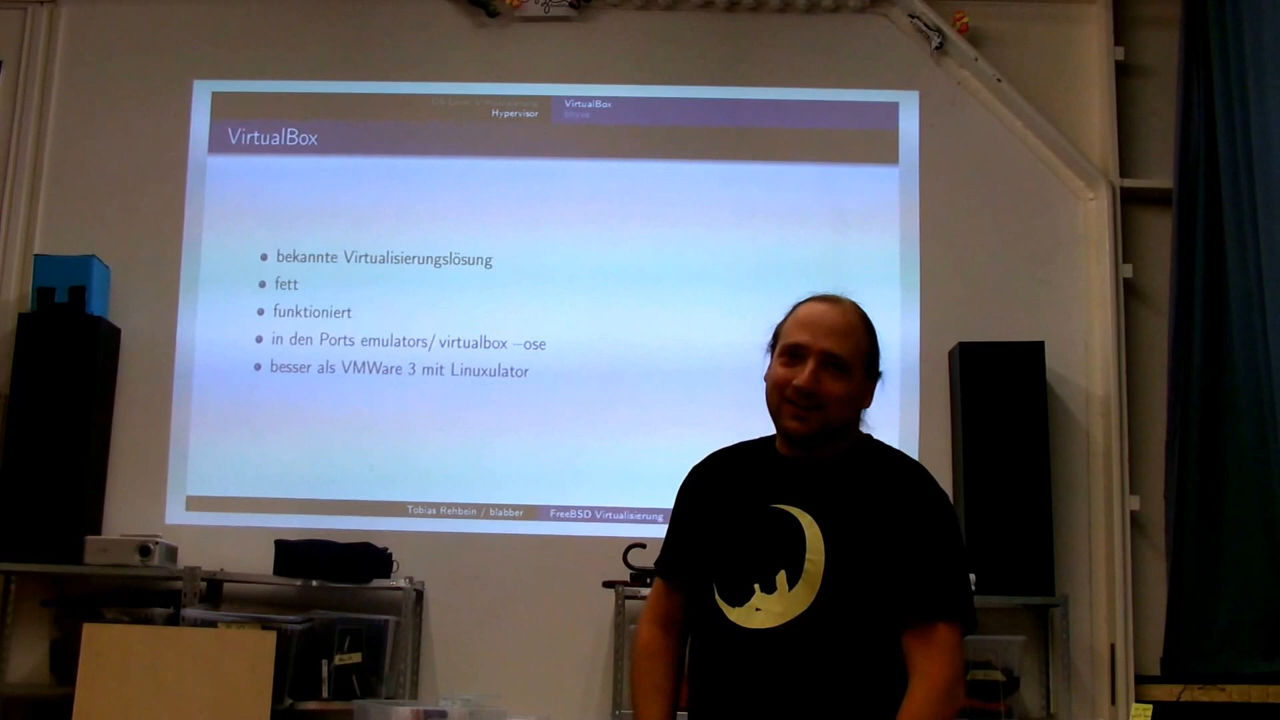 VirtualBox
Hypervisor
VirtualBox
bekannte Virtualisierungslösung
fett
funktioniert
in den Ports emulators/virtualbox –ose
besser als VMWare 3 mit Linuxulator
Tobias Rehbein / blabber
FreeBSD Virtualisierung